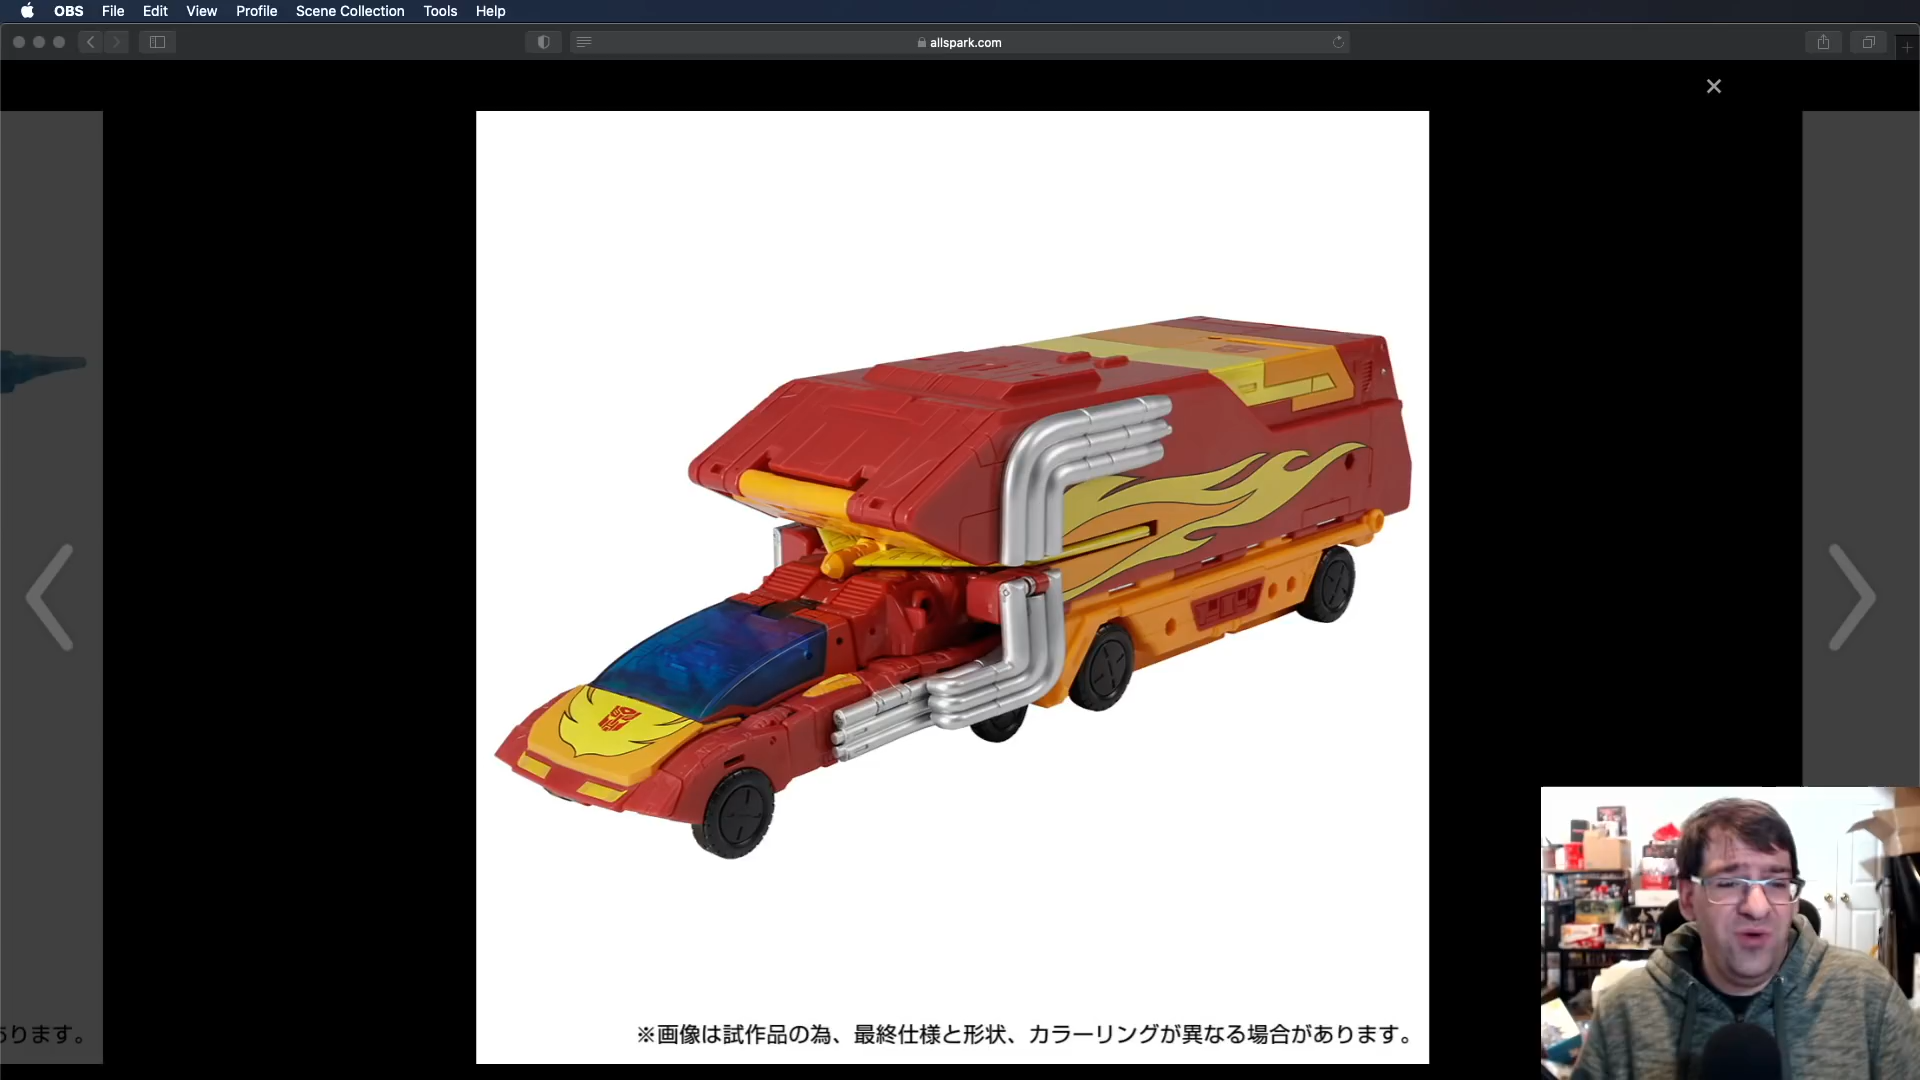 OBS File Edit View Profile Scene Collection Tools Help
allspark.com
※画像は試作品の為、最終仕様と形状、カラーリングが異なる場合があります。
あります。